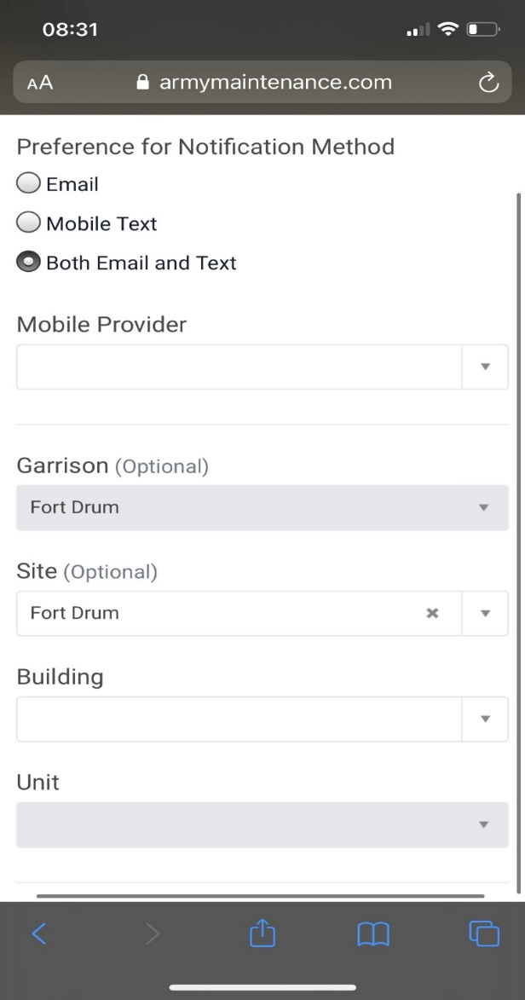 08:31
AA armymaintenance.com
Preference for Notification Method
Email
Mobile Text
Both Email and Text
Mobile Provider
Garrison (Optional)
Fort Drum
Site (Optional)
Fort Drum
Building
Unit